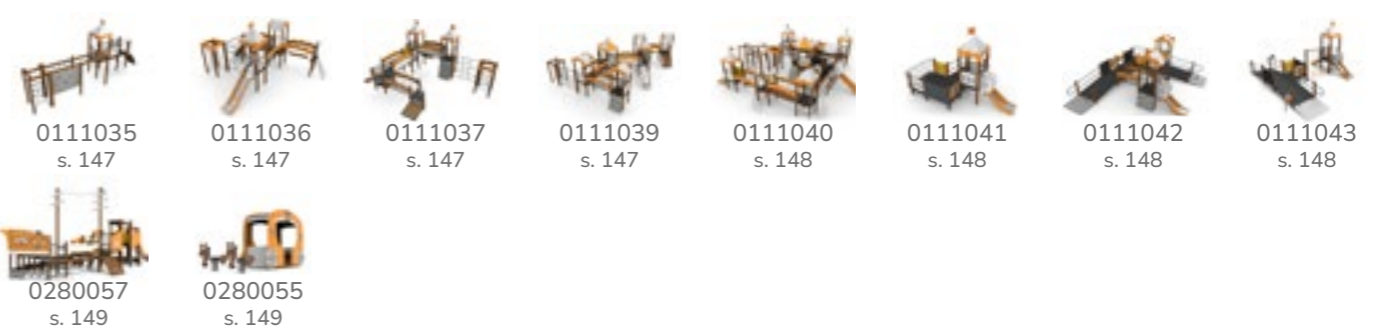 0111035 0111036 0111037 0111039 0111040 0111041 0111042 0111043
s. 147 s. 147 s. 147 s. 147 s. 148 s. 148 s. 148 s. 148
0280057 0280055
s. 149 s. 149